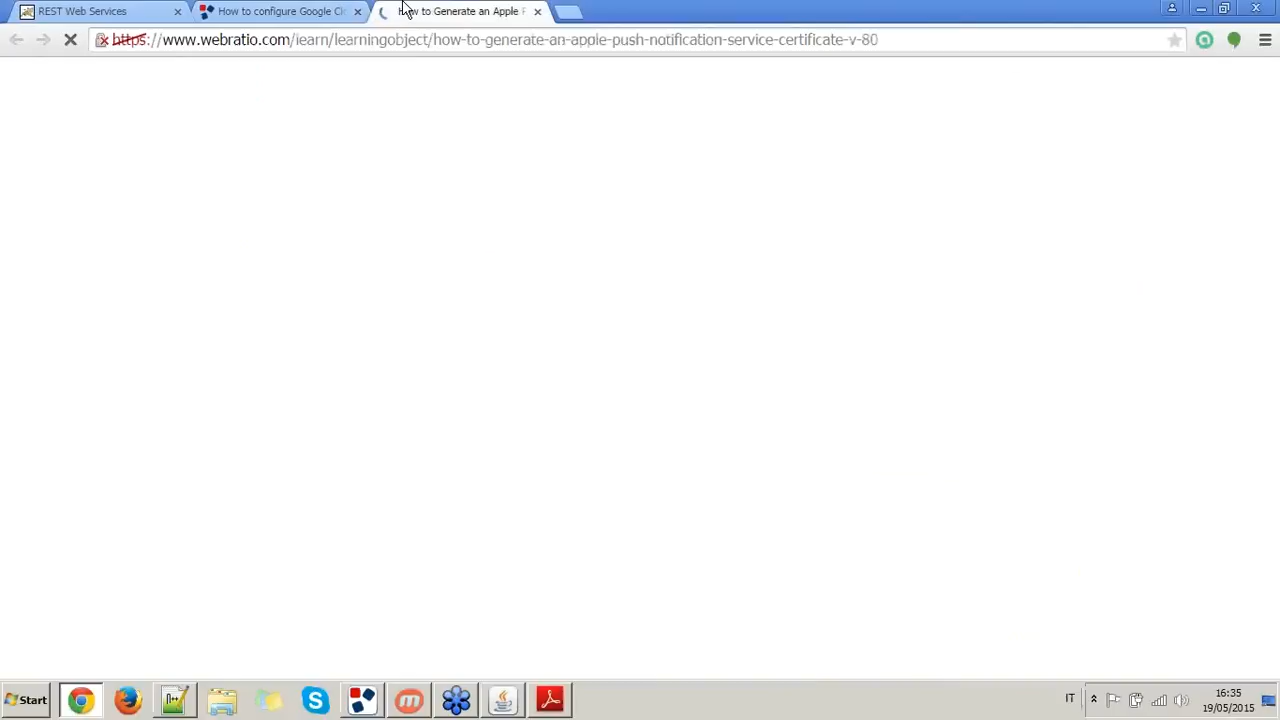 REST Web Services
How to configure Google Cl
How to Generate an Apple P
https://www.webratio.com/learn/learningobject/how-to-generate-an-apple-push-notification-service-certificate-v-80
Start
IT
16:35
19/05/2015